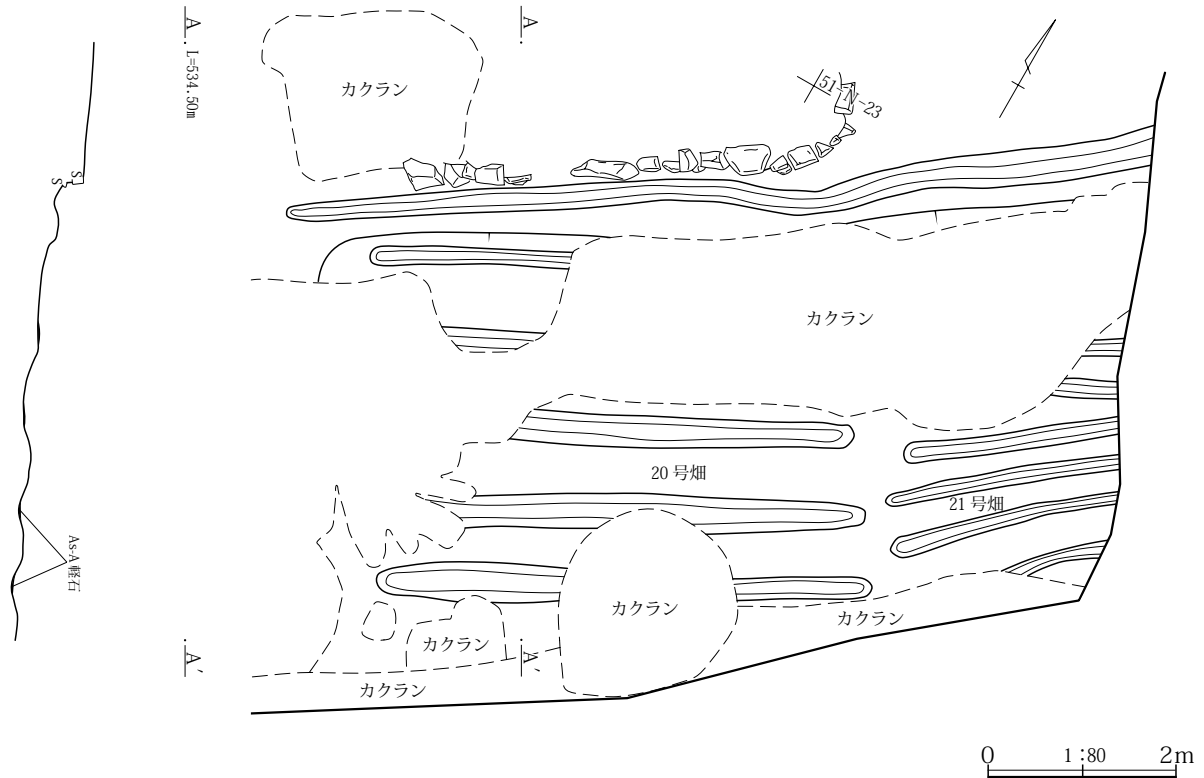 A
A
L=534.50m
カクラン
51-N-23
S
S
カクラン
20号畑
21号畑
As-A軽石
カクラン
カクラン
カクラン
カクラン
A′
A′
0 1:80 2m